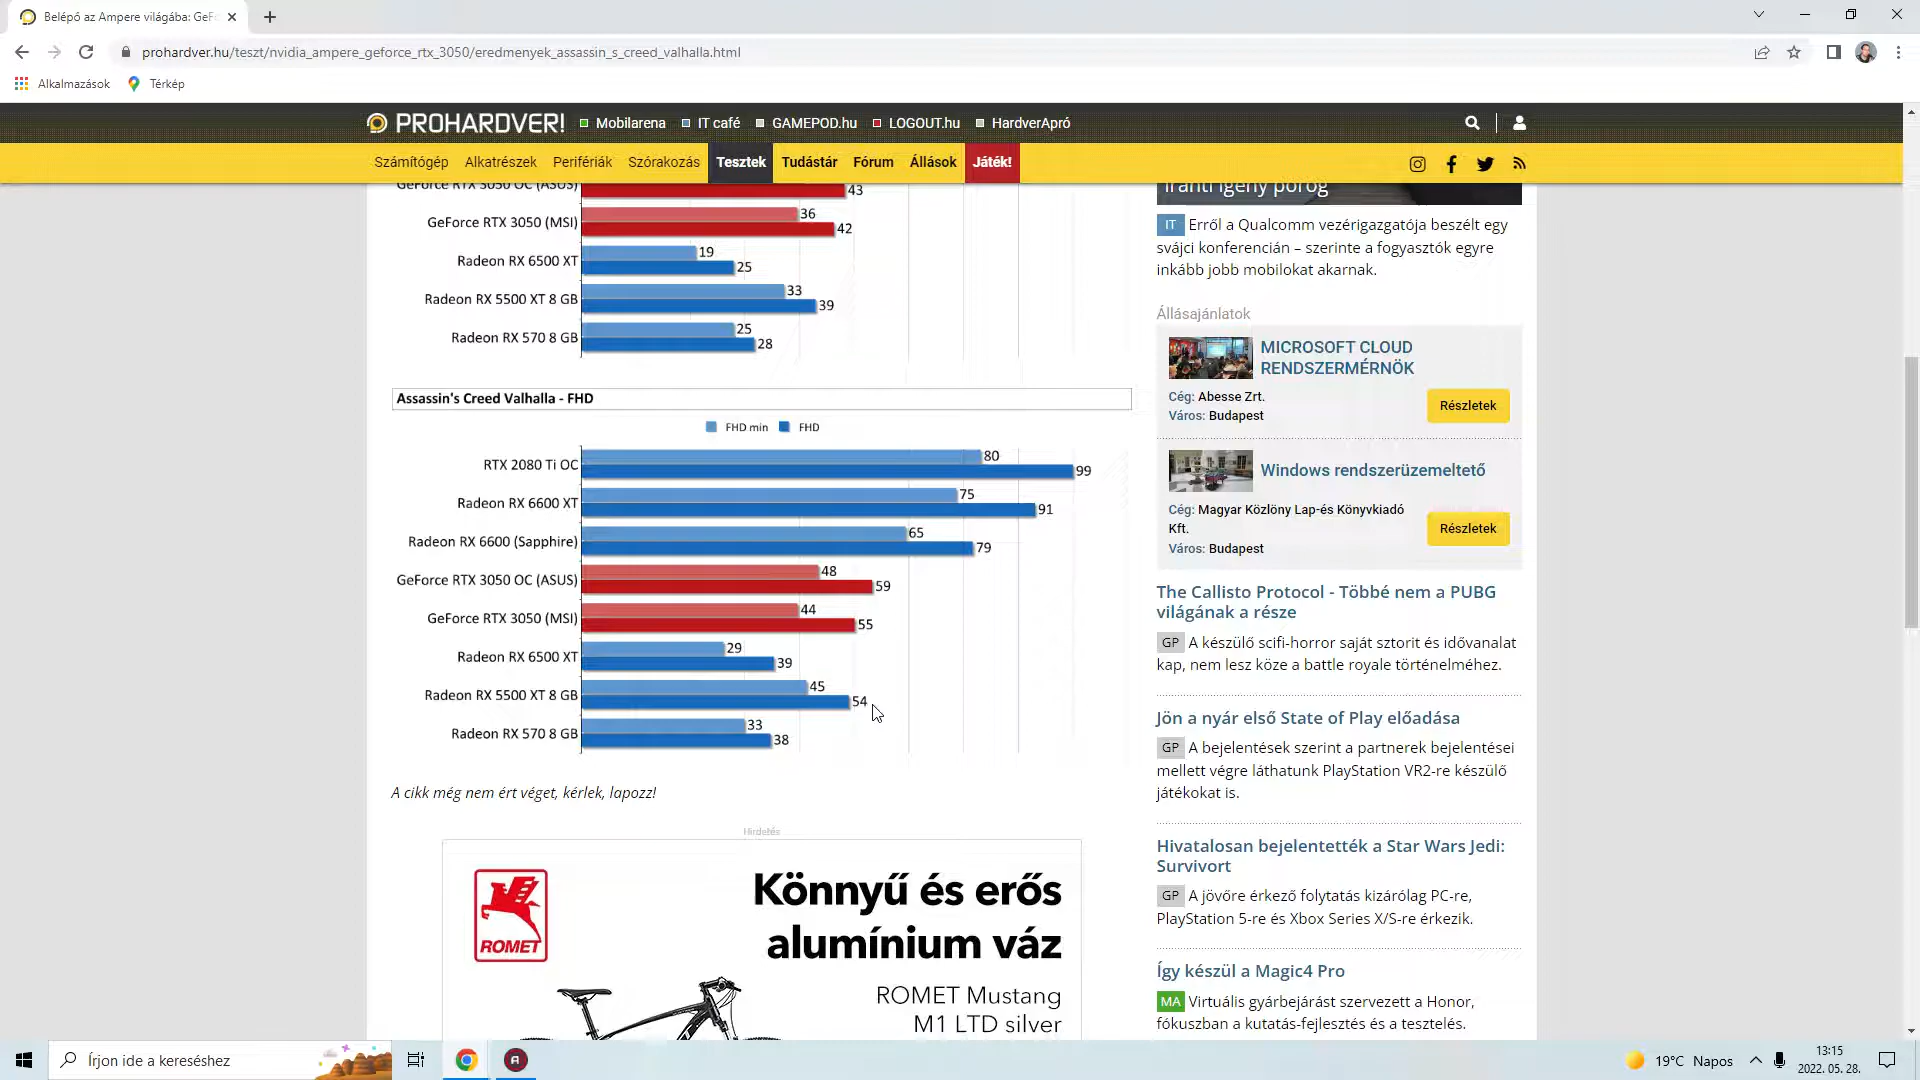 Belépő az Ampere világába: GeF
prohardver.hu/teszt/nvidia_ampere_geforce_rtx_3050/eredmenyek_assassin_s_creed_valhalla.html
Alkalmazások
Térkép
PROHARDVER!
Mobilarena
IT café
GAMEPOD.hu
LOGOUT.hu
HardverApró
Számítógép
Alkatrészek
Perifériák
Szórakozás
Tesztek
Tudástár
Fórum
Állások
Játék!
GeForce RTX 3050 OC (ASUS)
43
GeForce RTX 3050 (MSI)
36
42
Radeon RX 6500 XT
19
25
Radeon RX 5500 XT 8 GB
33
39
Radeon RX 570 8 GB
25
28
Assassin's Creed Valhalla - FHD
FHD min
FHD
RTX 2080 Ti OC
80
99
Radeon RX 6600 XT
75
91
Radeon RX 6600 (Sapphire)
65
79
GeForce RTX 3050 OC (ASUS)
48
59
GeForce RTX 3050 (MSI)
44
55
Radeon RX 6500 XT
29
39
Radeon RX 5500 XT 8 GB
45
54
Radeon RX 570 8 GB
33
38
A cikk még nem ért véget, kérlek, lapozz!
Hirdetés
ROMET
Könnyű és erős
alumínium váz
ROMET Mustang
M1 LTD silver
iránti igény pörög
IT Erről a Qualcomm vezérigazgatója beszélt egy
svájci konferencián – szerinte a fogyasztók egyre
inkább jobb mobilokat akarnak.
Állásajánlatok
MICROSOFT CLOUD
RENDSZERMÉRNÖK
Cég: Abesse Zrt.
Város: Budapest
Részletek
Windows rendszerüzemeltető
Cég: Magyar Közlöny Lap-és Könyvkiadó
Kft.
Város: Budapest
Részletek
The Callisto Protocol - Többé nem a PUBG
világának a része
GP A készülő scifi-horror saját sztorit és idővanalat
kap, nem lesz köze a battle royale történelméhez.
Jön a nyár első State of Play előadása
GP A bejelentések szerint a partnerek bejelentései
mellett végre láthatunk PlayStation VR2-re készülő
játékokat is.
Hivatalosan bejelentették a Star Wars Jedi:
Survivort
GP A jövőre érkező folytatás kizárólag PC-re,
PlayStation 5-re és Xbox Series X/S-re érkezik.
Így készül a Magic4 Pro
MA Virtuális gyárbejárást szervezett a Honor,
fókuszban a kutatás-fejlesztés és a tesztelés.
Írjon ide a kereséshez
19°C Napos
13:15
2022. 05. 28.